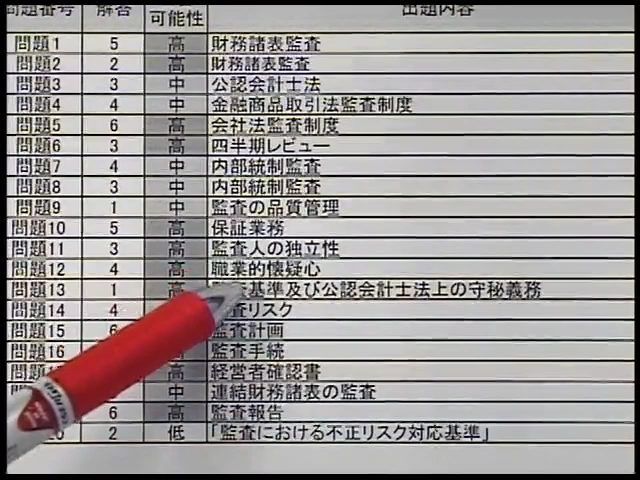 問題番号 解答 可能性 出題内容
問題1 5 高 財務諸表監査
問題2 2 高 財務諸表監査
問題3 3 中 公認会計士法
問題4 4 中 金融商品取引法監査制度
問題5 6 高 会社法監査制度
問題6 3 高 四半期レビュー
問題7 4 中 内部統制監査
問題8 3 中 内部統制監査
問題9 1 中 監査の品質管理
問題10 5 高 保証業務
問題11 3 高 監査人の独立性
問題12 4 高 職業的懐疑心
問題13 1 高 監査基準及び公認会計士法上の守秘義務
問題14 4 査リスク
問題15 6 監査計画
問題16 監査手続
問題 高 経営者確認書
中 連結財務諸表の監査
6 高 監査報告
20 2 低 「監査における不正リスク対応基準」